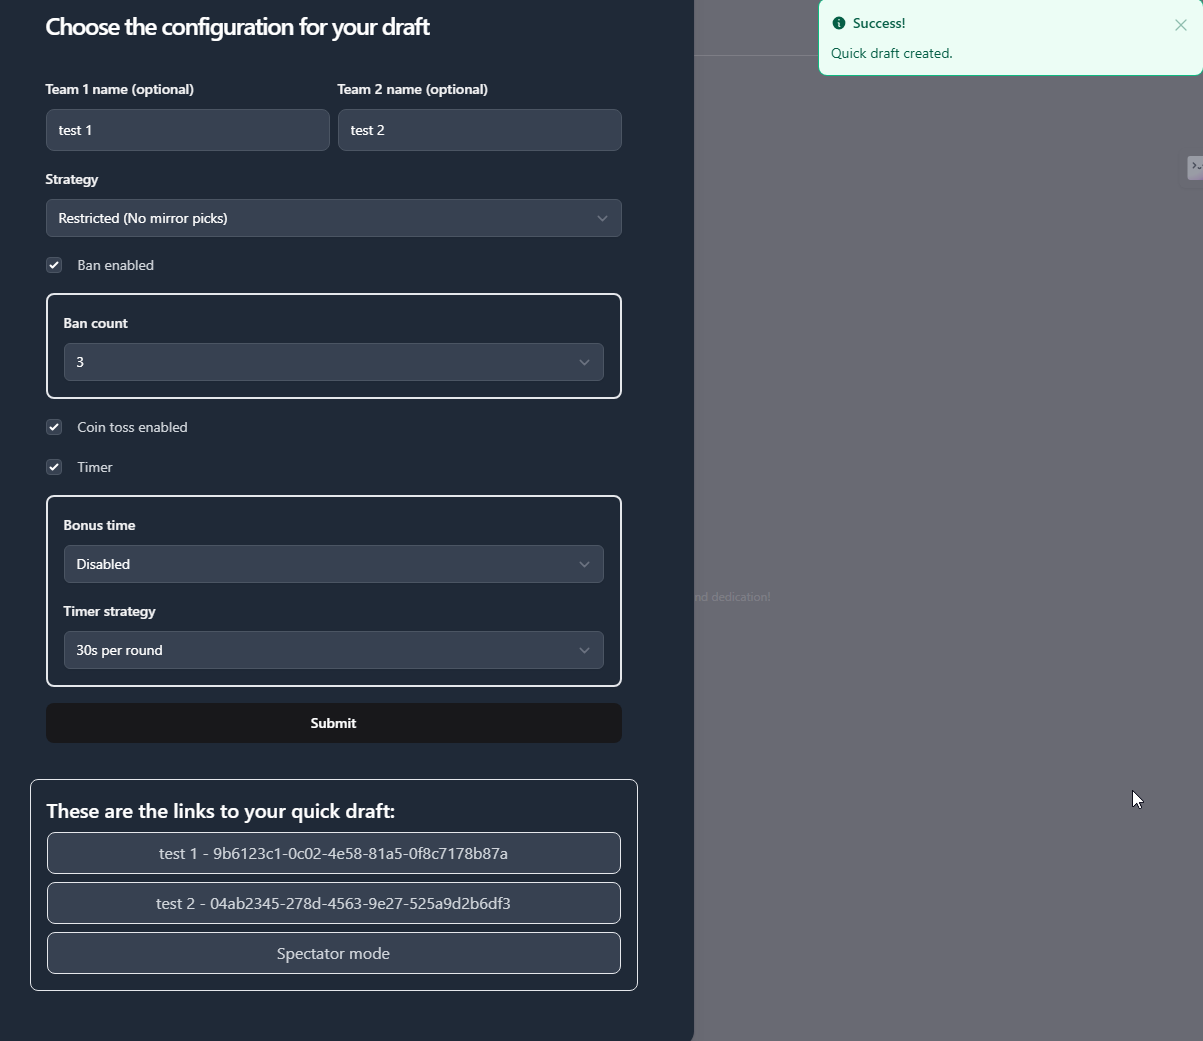 Choose the configuration for your draft
Success!
Quick draft created.
Team 1 name (optional)
Team 2 name (optional)
test 1
test 2
Strategy
Restricted (No mirror picks)
Ban enabled
Ban count
3
Coin toss enabled
Timer
Bonus time
Disabled
nd dedication!
Timer strategy
30s per round
Submit
These are the links to your quick draft:
test 1 - 9b6123c1-0c02-4e58-81a5-0f8c7178b87a
test 2 - 04ab2345-278d-4563-9e27-525a9d2b6df3
Spectator mode